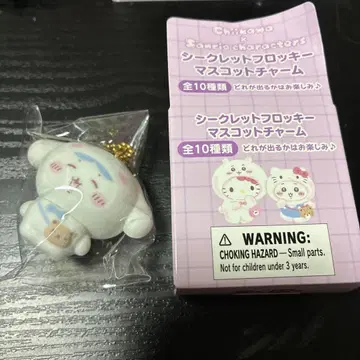 Chiikawa
×
Sanrio characters
シークレットフロッキー
マスコットチャーム
全10種類 どれが出るかはお楽しみ♪
シークレットフロッキー
マスコットチャーム
全10種類 どれが出るかはお楽しみ♪
WARNING:
CHOKING HAZARD — Small parts.
Not for children under 3 years.